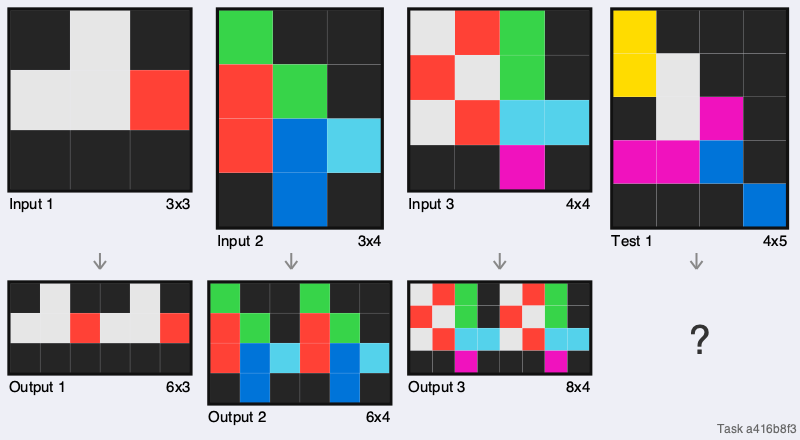 Input 1 3x3
Input 2 3x4
Input 3 4x4
Test 1 4x5
?
Output 1 6x3
Output 2 6x4
Output 3 8x4
Task a416b8f3